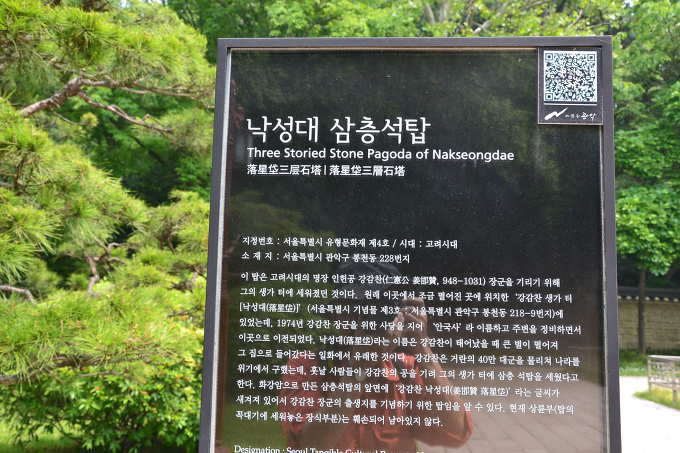 낙성대 삼층석탑
Three Storied Stone Pagoda of Nakseongdae
落星垈三层石塔 | 落星垈三層石塔
지정번호 : 서울특별시 유형문화재 제4호 / 시대 : 고려시대
소 재 지 : 서울특별시 관악구 봉천동 228번지
이 탑은 고려시대의 명장 인헌공 강감찬(仁憲公 姜邯贊, 948~1031) 장군을 기리기 위해
그의 생가 터에 세워졌던 것이다. 원래 이곳에서 조금 떨어진 곳에 위치한 '강감찬 생가 터
[낙성대(落星垈)]' (서울특별시 기념물 제3호 : 서울특별시 관악구 봉천동 218-9번지)에
있었는데, 1974년 강감찬 장군을 위한 사당을 지어 '안국사' 라 이름하고 주변을 정비하면서
이곳으로 이전되었다. 낙성대(落星垈)라는 이름은 강감찬이 태어났을 때 큰 별이 떨어져
그 집으로 들어갔다는 일화에서 유래한 것이다. 강감찬은 거란의 40만 대군을 물리쳐 나라를
위기에서 구했는데, 훗날 사람들이 강감찬의 공을 기려 그의 생가 터에 삼층 석탑을 세웠다고
한다. 화강암으로 만든 삼층석탑의 앞면에 '강감찬 낙성대(姜邯贊 落星垈)' 라는 글씨가
새겨져 있어서 강감찬 장군의 출생지를 기념하기 위한 탑임을 알 수 있다. 현재 상륜부(탑의
꼭대기에 세워놓은 장식부분)는 훼손되어 남아있지 않다.
Designation : Seoul Tangible Cultural